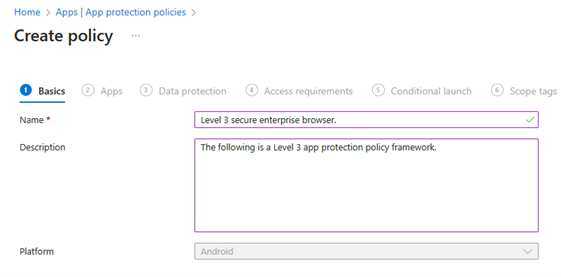 Home > Apps | App protection policies >
Create policy ...
1 Basics 2 Apps 3 Data protection 4 Access requirements 5 Conditional launch 6 Scope tags
Name * Level 3 secure enterprise browser.
Description The following is a Level 3 app protection policy framework.
Platform Android